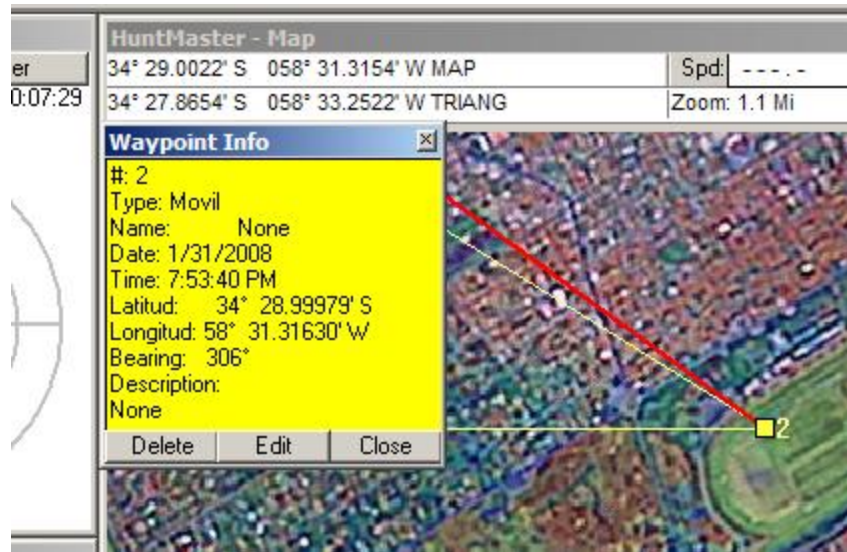 HuntMaster - Map
er
34° 29.0022' S 058° 31.3154' W MAP
Spd: ---.-
0:07:29
34° 27.8654' S 058° 33.2522' W TRIANG
Zoom: 1.1 Mi
Waypoint Info
#: 2
Type: Movil
Name: None
Date: 1/31/2008
Time: 7:53:40 PM
Latitud: 34° 28.99979' S
Longitud: 58° 31.31630' W
Bearing: 306°
Description:
None
Delete Edit Close
2